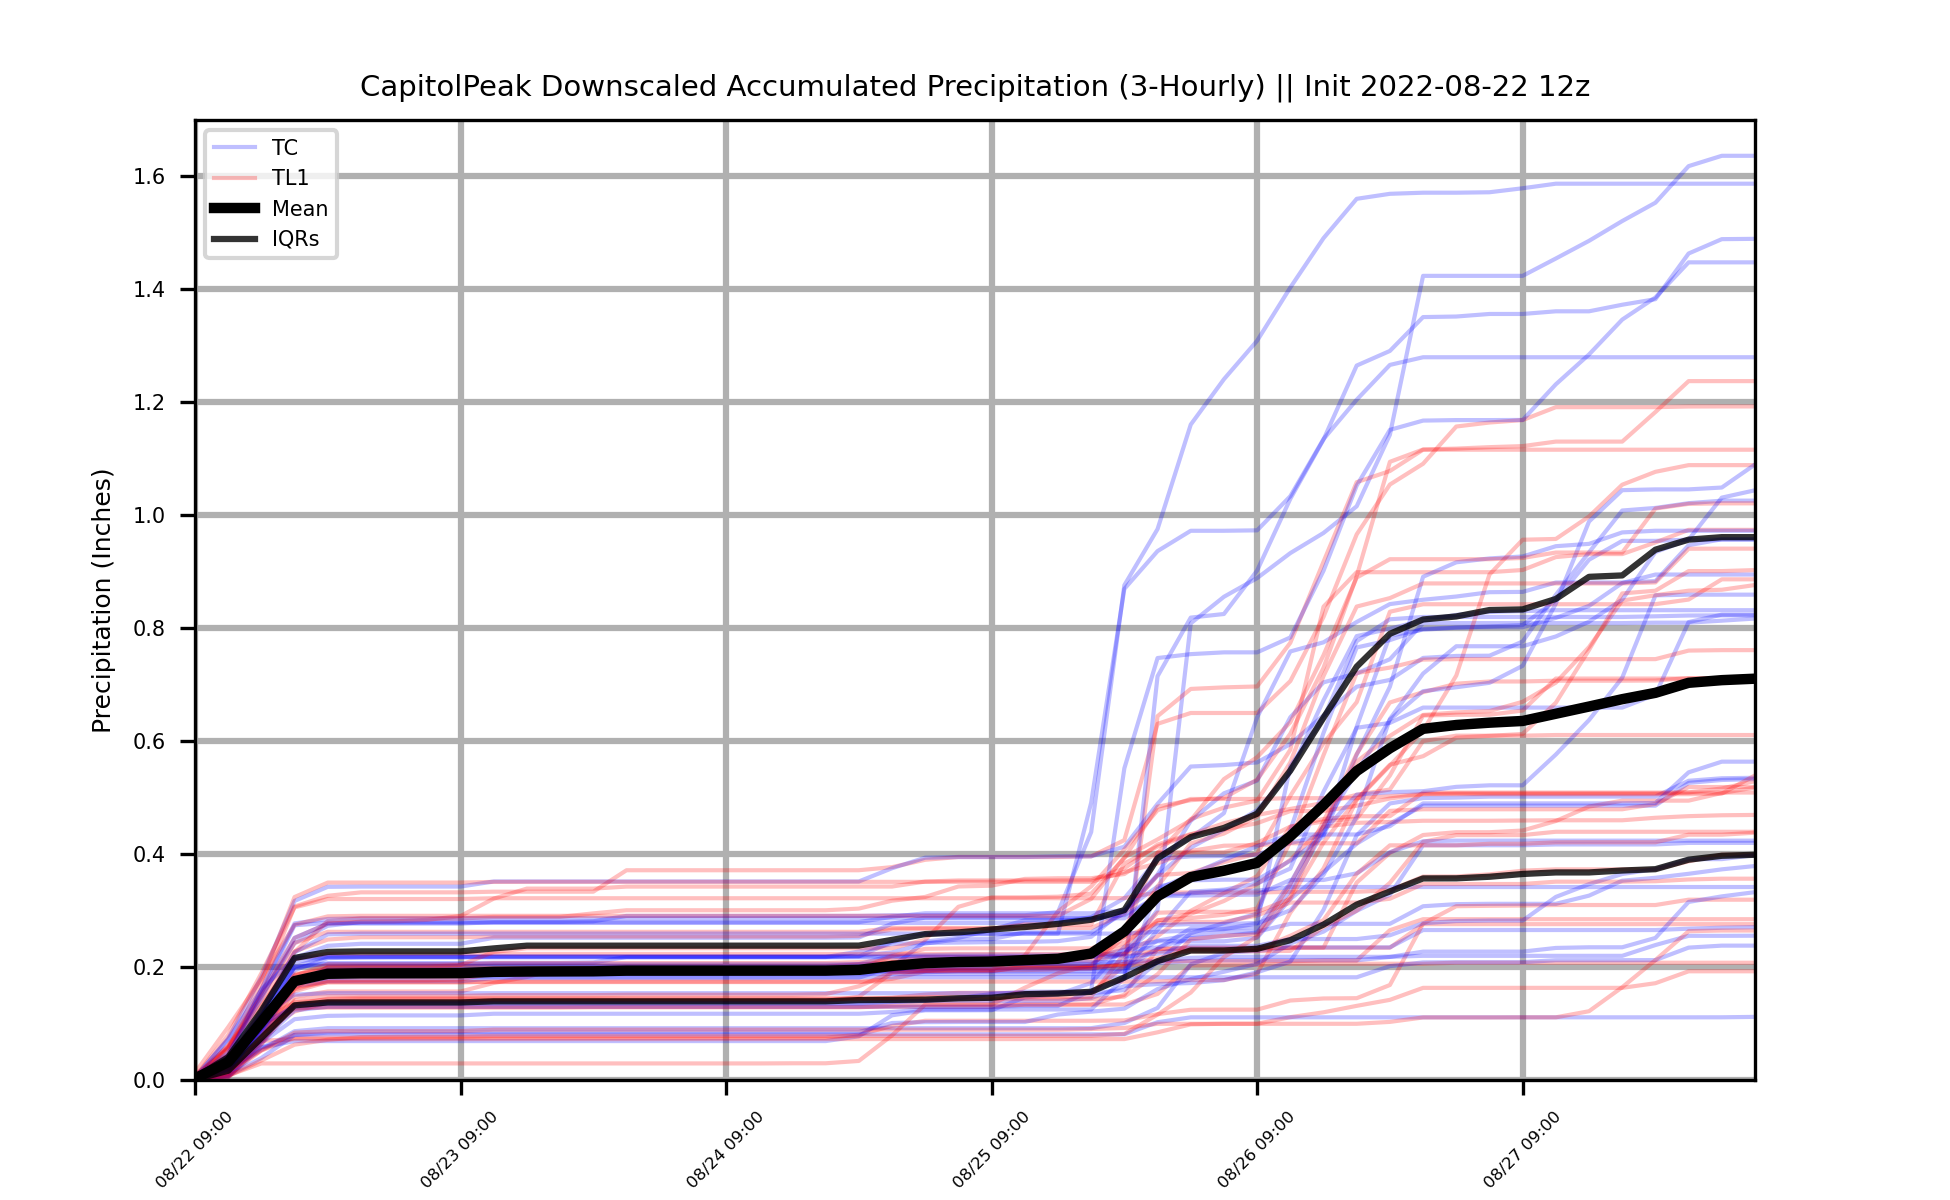 CapitolPeak Downscaled Accumulated Precipitation (3-Hourly) || Init 2022-08-22 12z
TC
TL1
Mean
IQRs
Precipitation (Inches)
1.6
1.4
1.2
1.0
0.8
0.6
0.4
0.2
0.0
08/22 09:00
08/23 09:00
08/24 09:00
08/25 09:00
08/26 09:00
08/27 09:00